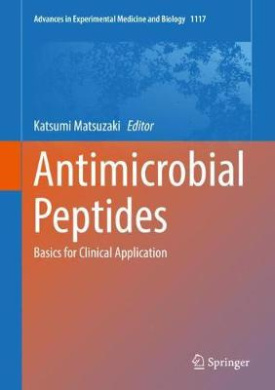 Advances in Experimental Medicine and Biology 1117
Katsumi Matsuzaki Editor
Antimicrobial
Peptides
Basics for Clinical Application
Springer